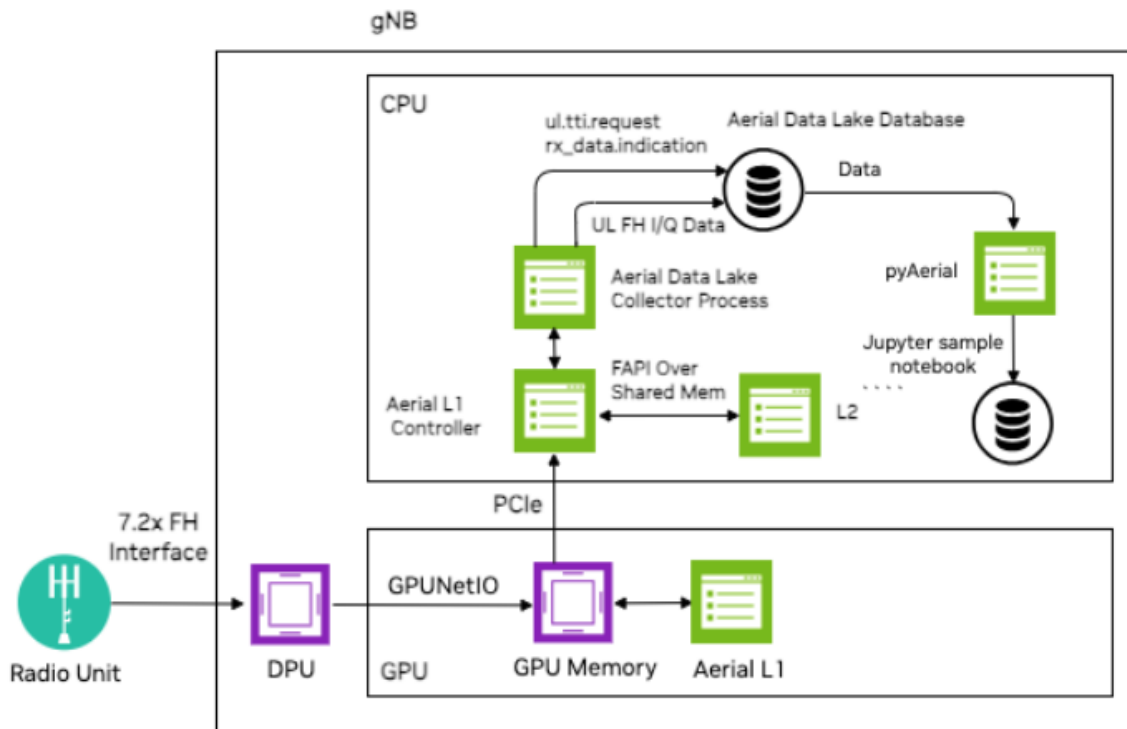 gNB
CPU
ul.tti.request
rx_data.indication
Aerial Data Lake Database
Data
UL FH I/Q Data
Aerial Data Lake
Collector Process
pyAerial
Jupyter sample
notebook
FAPI Over
Shared Mem
Aerial L1
Controller
L2
PCIe
7.2x FH
Interface
GPUNetIO
Radio Unit
DPU
GPU
GPU Memory
Aerial L1